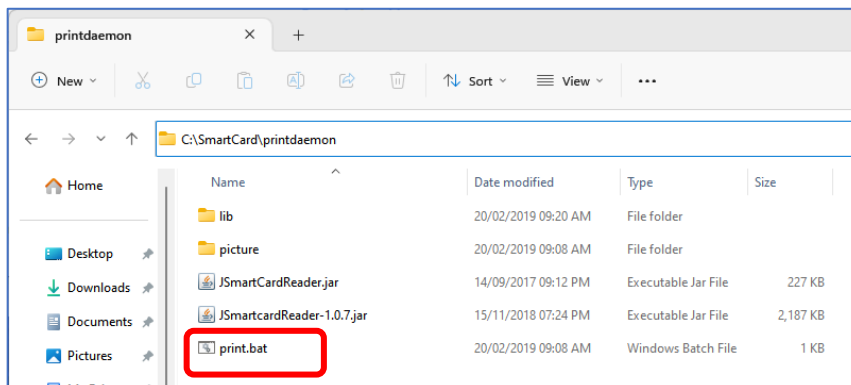 printdaemon
New Sort View
C:\SmartCard\printdaemon
Home Name Date modified Type Size
lib 20/02/2019 09:20 AM File folder
Desktop picture 20/02/2019 09:08 AM File folder
Downloads JSmartCardReader.jar 14/09/2017 09:12 PM Executable Jar File 227 KB
Documents JSmartcardReader-1.0.7.jar 15/11/2018 07:24 PM Executable Jar File 2,187 KB
Pictures print.bat 20/02/2019 09:08 AM Windows Batch File 1 KB